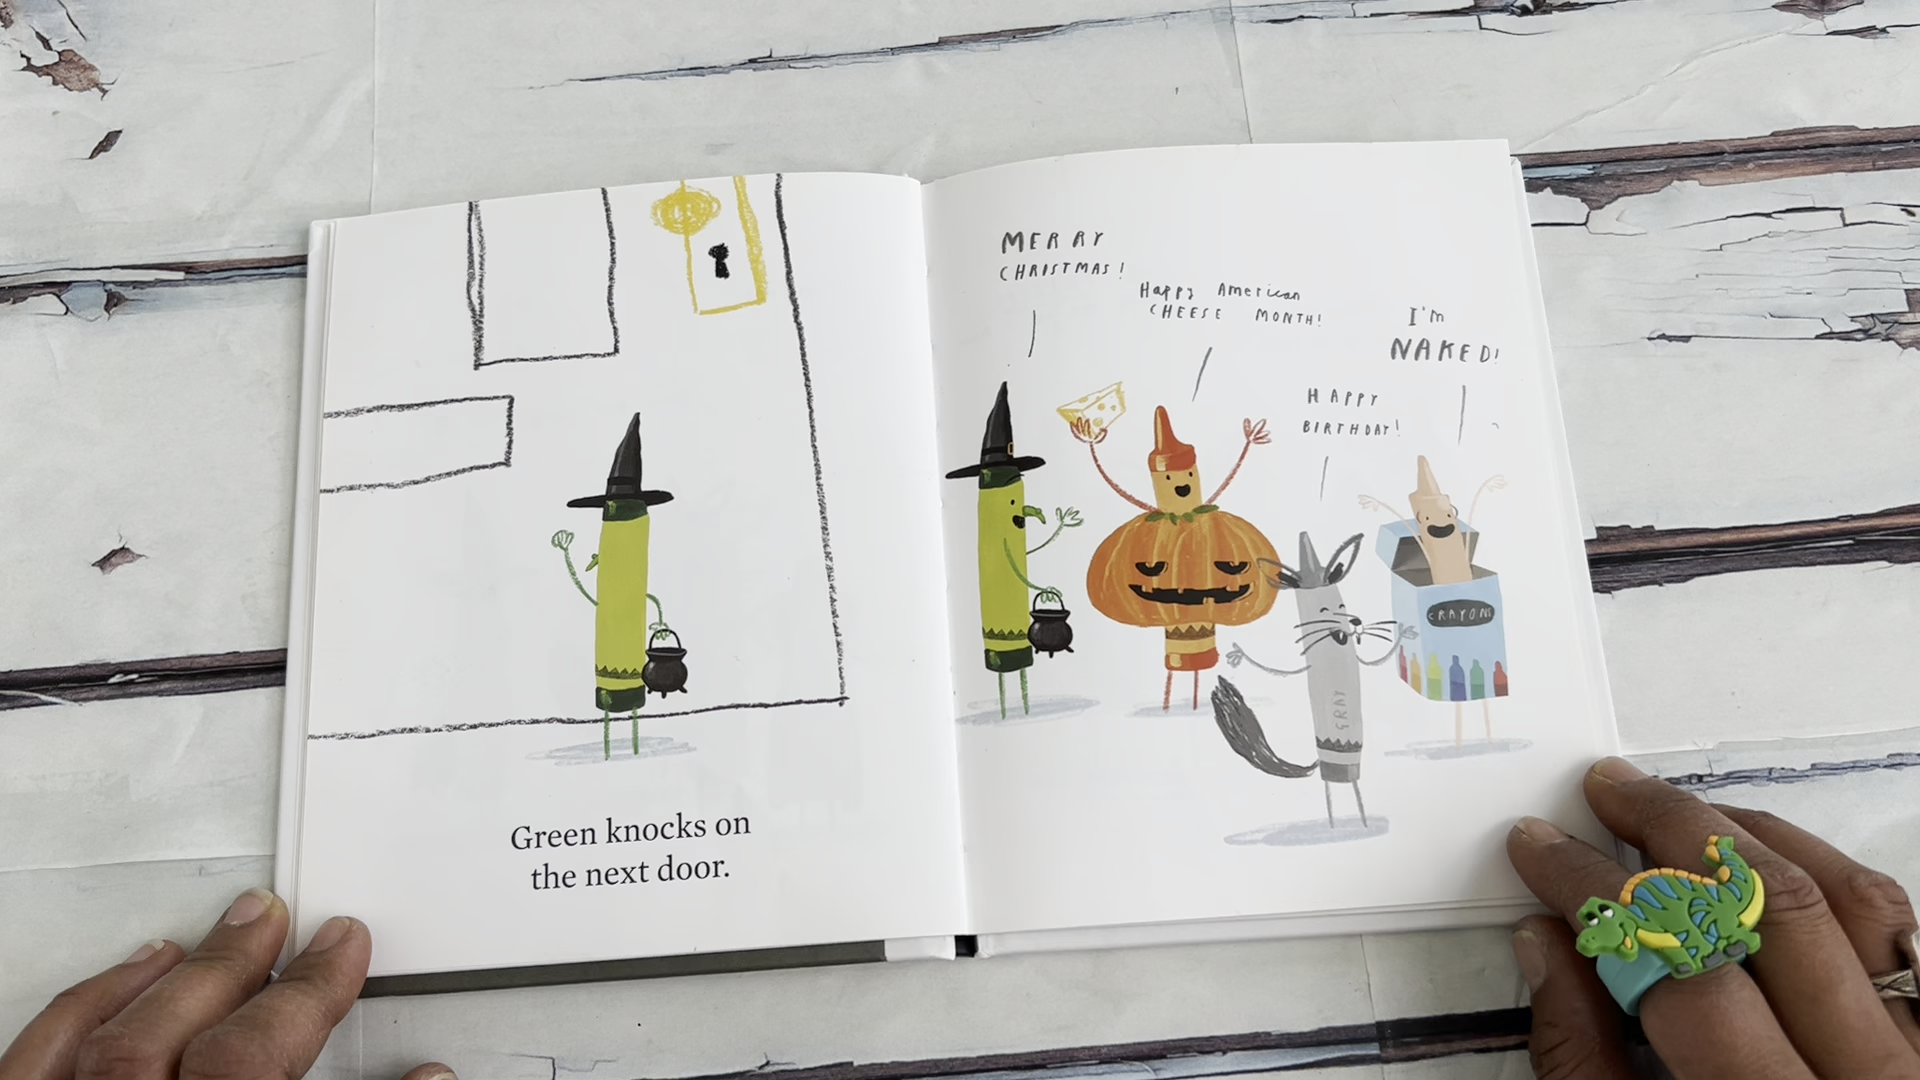 Green knocks on
the next door.
MERRY
CHRISTMAS!
Happy American
CHEESE MONTH!
HAPPY
BIRTHDAY!
I'm
NAKED!
GRAY
CRAYONS